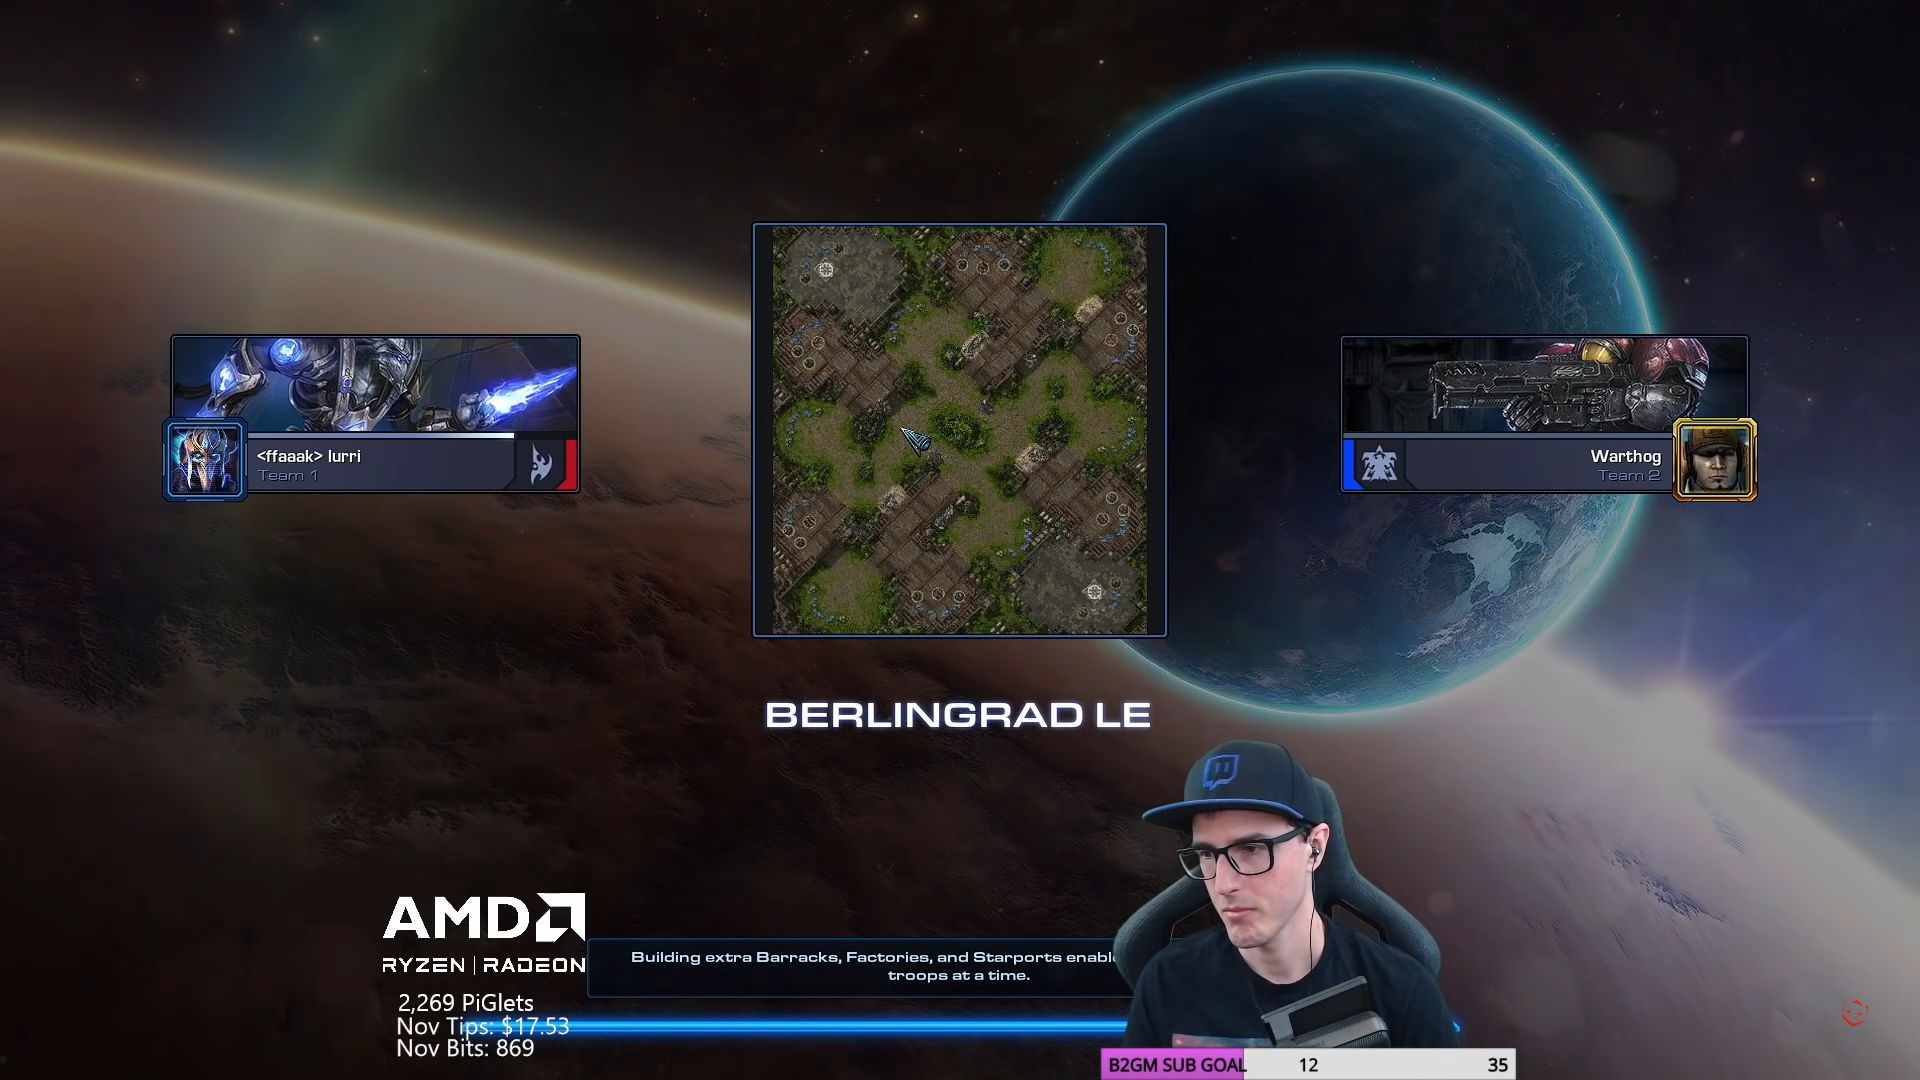 <ffaaak> lurri
Team 1
Warthog
Team 2
BERLINGRAD LE
AMD
RYZEN | RADEON
Building extra Barracks, Factories, and Starports
troops at a time.
2,269 PiGlets
Nov Tips: $17.53
Nov Bits: 869
B2GM SUB GOAL 12 35